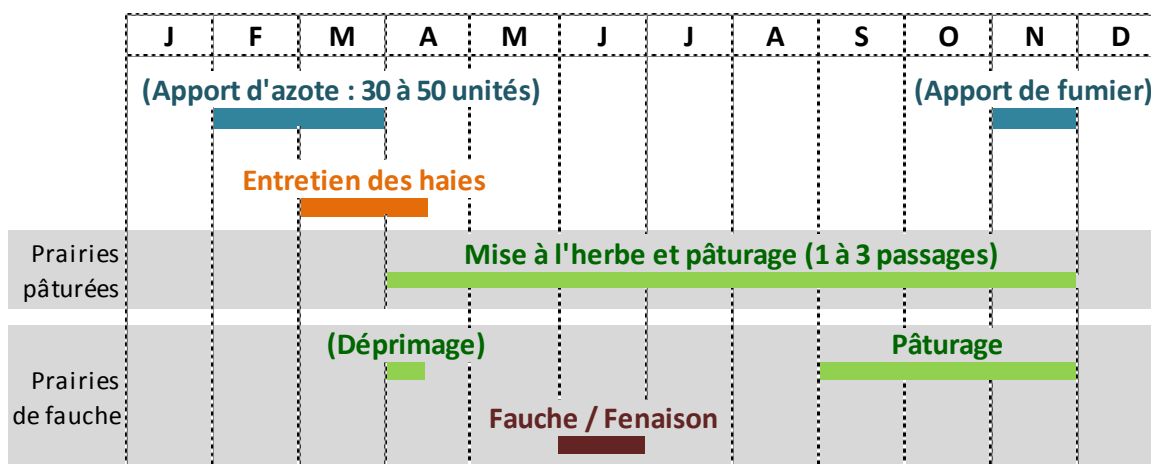 J F M A M J J A S O N D
(Apport d'azote : 30 à 50 unités) (Apport de fumier)
Entretien des haies
Prairies
pâturées
Mise à l'herbe et pâturage (1 à 3 passages)
Prairies
de fauche
(Déprimage) Pâturage
Fauche / Fenaison